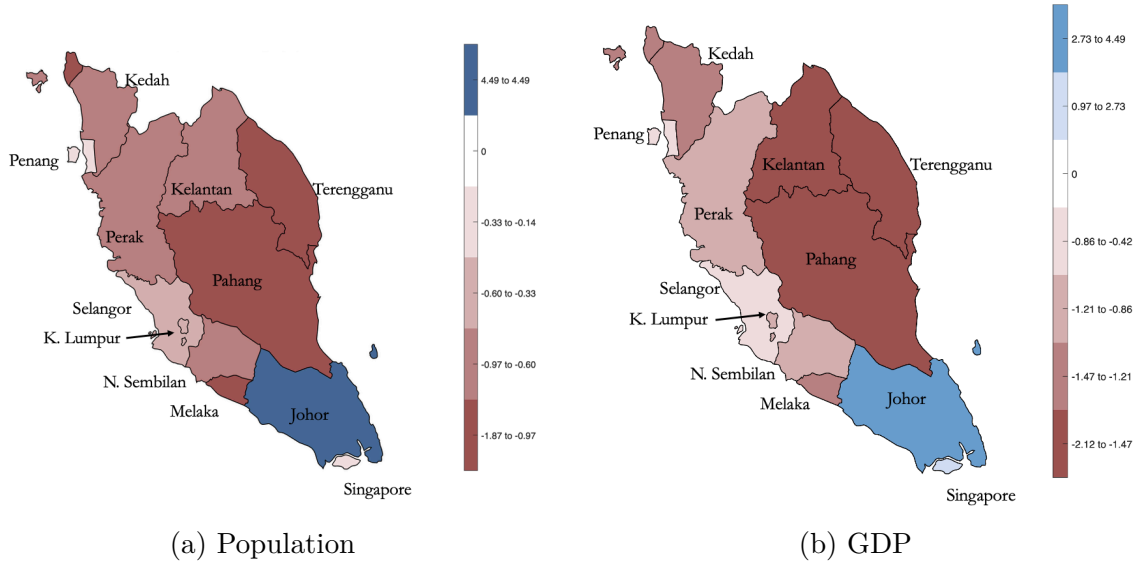 Kedah
Penang
Kelantan
Terengganu
Perak
Pahang
Selangor
K. Lumpur
N. Sembilan
Melaka
Johor
Singapore
4.49 to 4.49
0
-0.33 to -0.14
-0.60 to -0.33
-0.97 to -0.60
-1.87 to -0.97
(a) Population
Kedah
Penang
Kelantan
Terengganu
Perak
Pahang
Selangor
K. Lumpur
N. Sembilan
Melaka
Johor
Singapore
2.73 to 4.49
0.97 to 2.73
0
-0.86 to -0.42
-1.21 to -0.86
-1.47 to -1.21
-2.12 to -1.47
(b) GDP